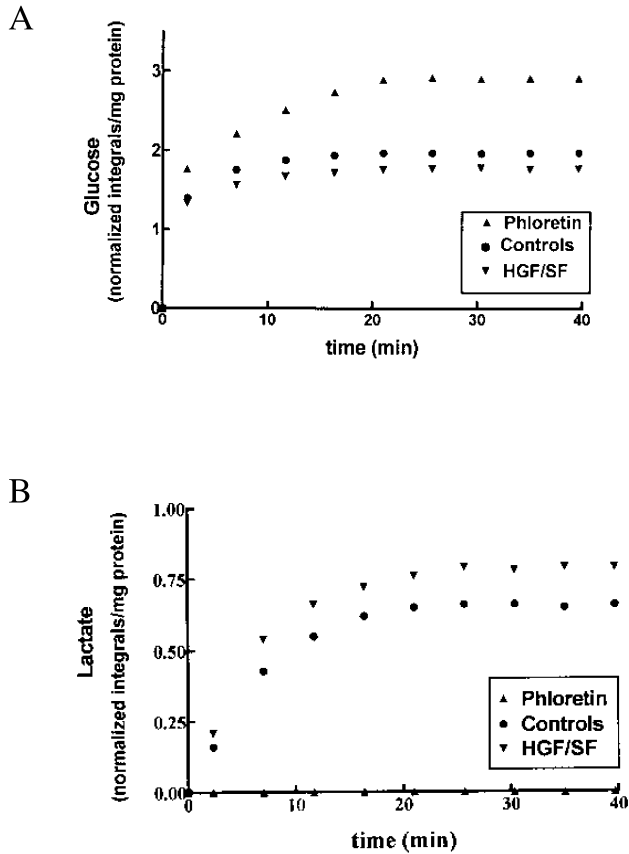 A
Glucose
(normalized integrals/mg protein)
3
2
1
0
0 10 20 30 40
time (min)
Phloretin
Controls
HGF/SF
B
Lactate
(normalized integrals/mg protein)
1.00
0.75
0.50
0.25
0.00
0 10 20 30 40
time (min)
Phloretin
Controls
HGF/SF